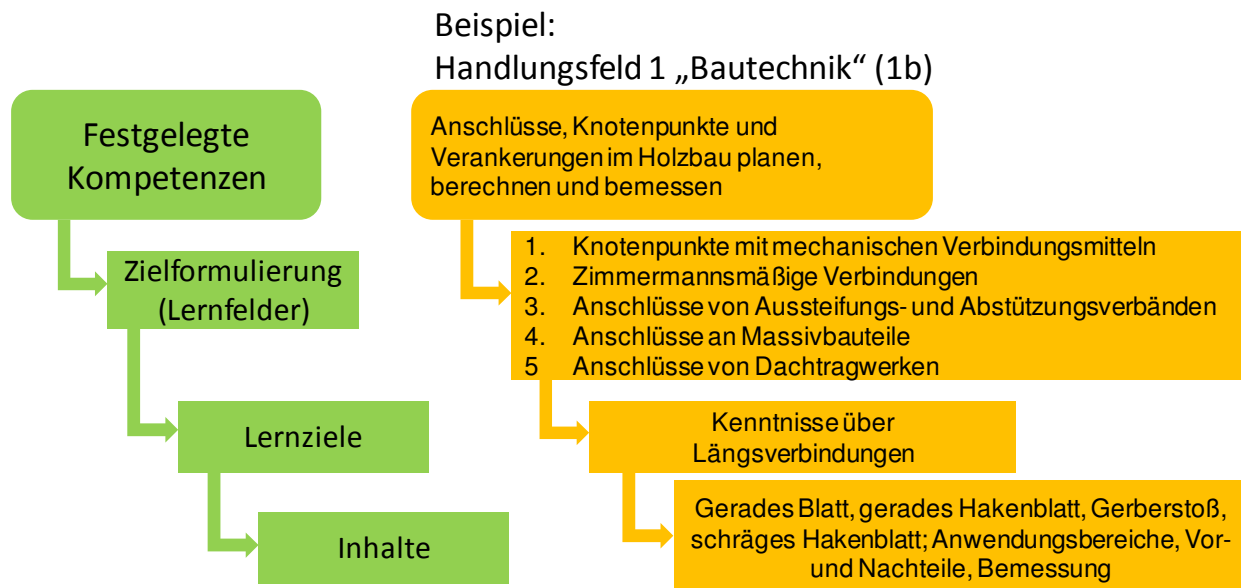 Beispiel:
Handlungsfeld 1 „Bautechnik“ (1b)
Festgelegte
Kompetenzen
Zielformulierung
(Lernfelder)
Lernziele
Inhalte
Anschlüsse, Knotenpunkte und
Verankerungen im Holzbau planen,
berechnen und bemessen
1. Knotenpunkte mit mechanischen Verbindungsmitteln
2. Zimmermannsmäßige Verbindungen
3. Anschlüsse von Aussteifungs- und Abstützungsverbänden
4. Anschlüsse an Massivbauteile
5 Anschlüsse von Dachtragwerken
Kenntnisse über
Längsverbindungen
Gerades Blatt, gerades Hakenblatt, Gerberstoß,
schräges Hakenblatt; Anwendungsbereiche, Vor-
und Nachteile, Bemessung